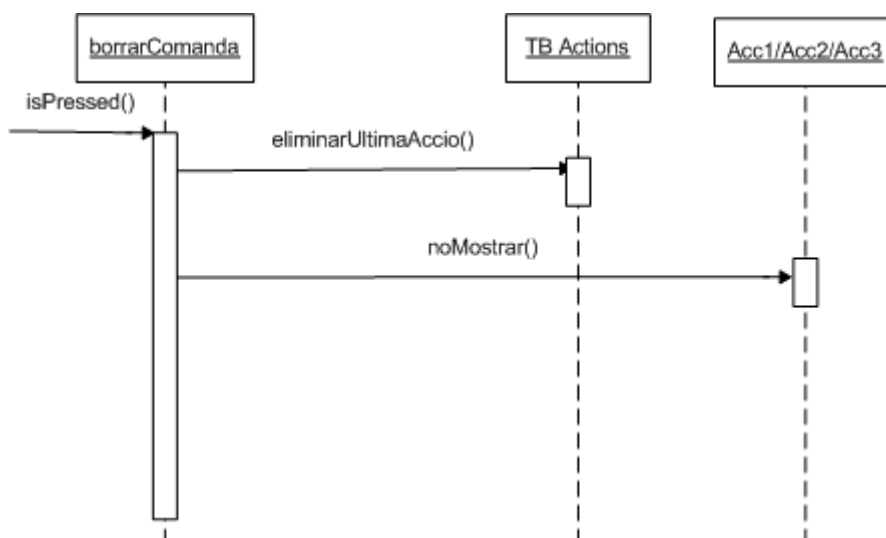 borrarComanda
TB Actions
Acc1/Acc2/Acc3
isPressed()
eliminarUltimaAccio()
noMostrar()